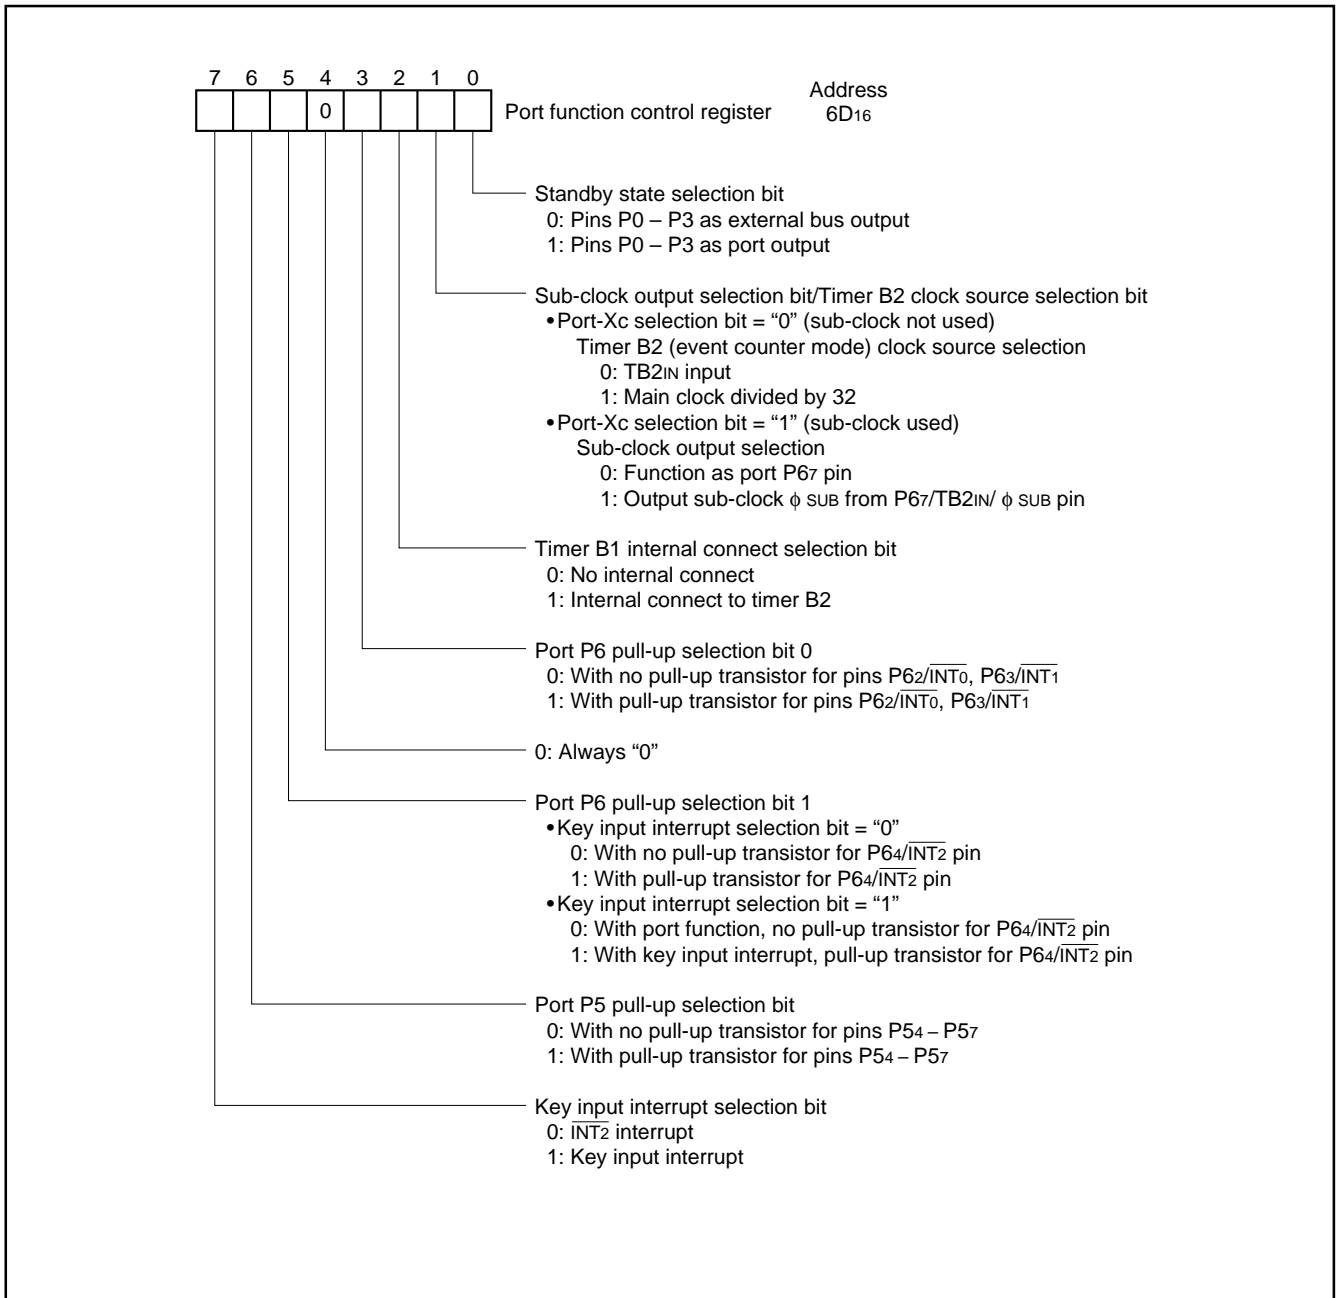 7 6 5 4 3 2 1 0
Address
0 Port function control register 6D16
Standby state selection bit
0: Pins P0 – P3 as external bus output
1: Pins P0 – P3 as port output
Sub-clock output selection bit/Timer B2 clock source selection bit
•Port-Xc selection bit = “0” (sub-clock not used)
Timer B2 (event counter mode) clock source selection
0: TB2IN input
1: Main clock divided by 32
•Port-Xc selection bit = “1” (sub-clock used)
Sub-clock output selection
0: Function as port P67 pin
1: Output sub-clock ϕ SUB from P67/TB2IN/ ϕ SUB pin
Timer B1 internal connect selection bit
0: No internal connect
1: Internal connect to timer B2
Port P6 pull-up selection bit 0
0: With no pull-up transistor for pins P62/I̅N̅T̅0̅, P63/I̅N̅T̅1̅
1: With pull-up transistor for pins P62/I̅N̅T̅0̅, P63/I̅N̅T̅1̅
0: Always “0”
Port P6 pull-up selection bit 1
•Key input interrupt selection bit = “0”
0: With no pull-up transistor for P64/I̅N̅T̅2̅ pin
1: With pull-up transistor for P64/I̅N̅T̅2̅ pin
•Key input interrupt selection bit = “1”
0: With port function, no pull-up transistor for P64/I̅N̅T̅2̅ pin
1: With key input interrupt, pull-up transistor for P64/I̅N̅T̅2̅ pin
Port P5 pull-up selection bit
0: With no pull-up transistor for pins P54 – P57
1: With pull-up transistor for pins P54 – P57
Key input interrupt selection bit
0: I̅N̅T̅2̅ interrupt
1: Key input interrupt